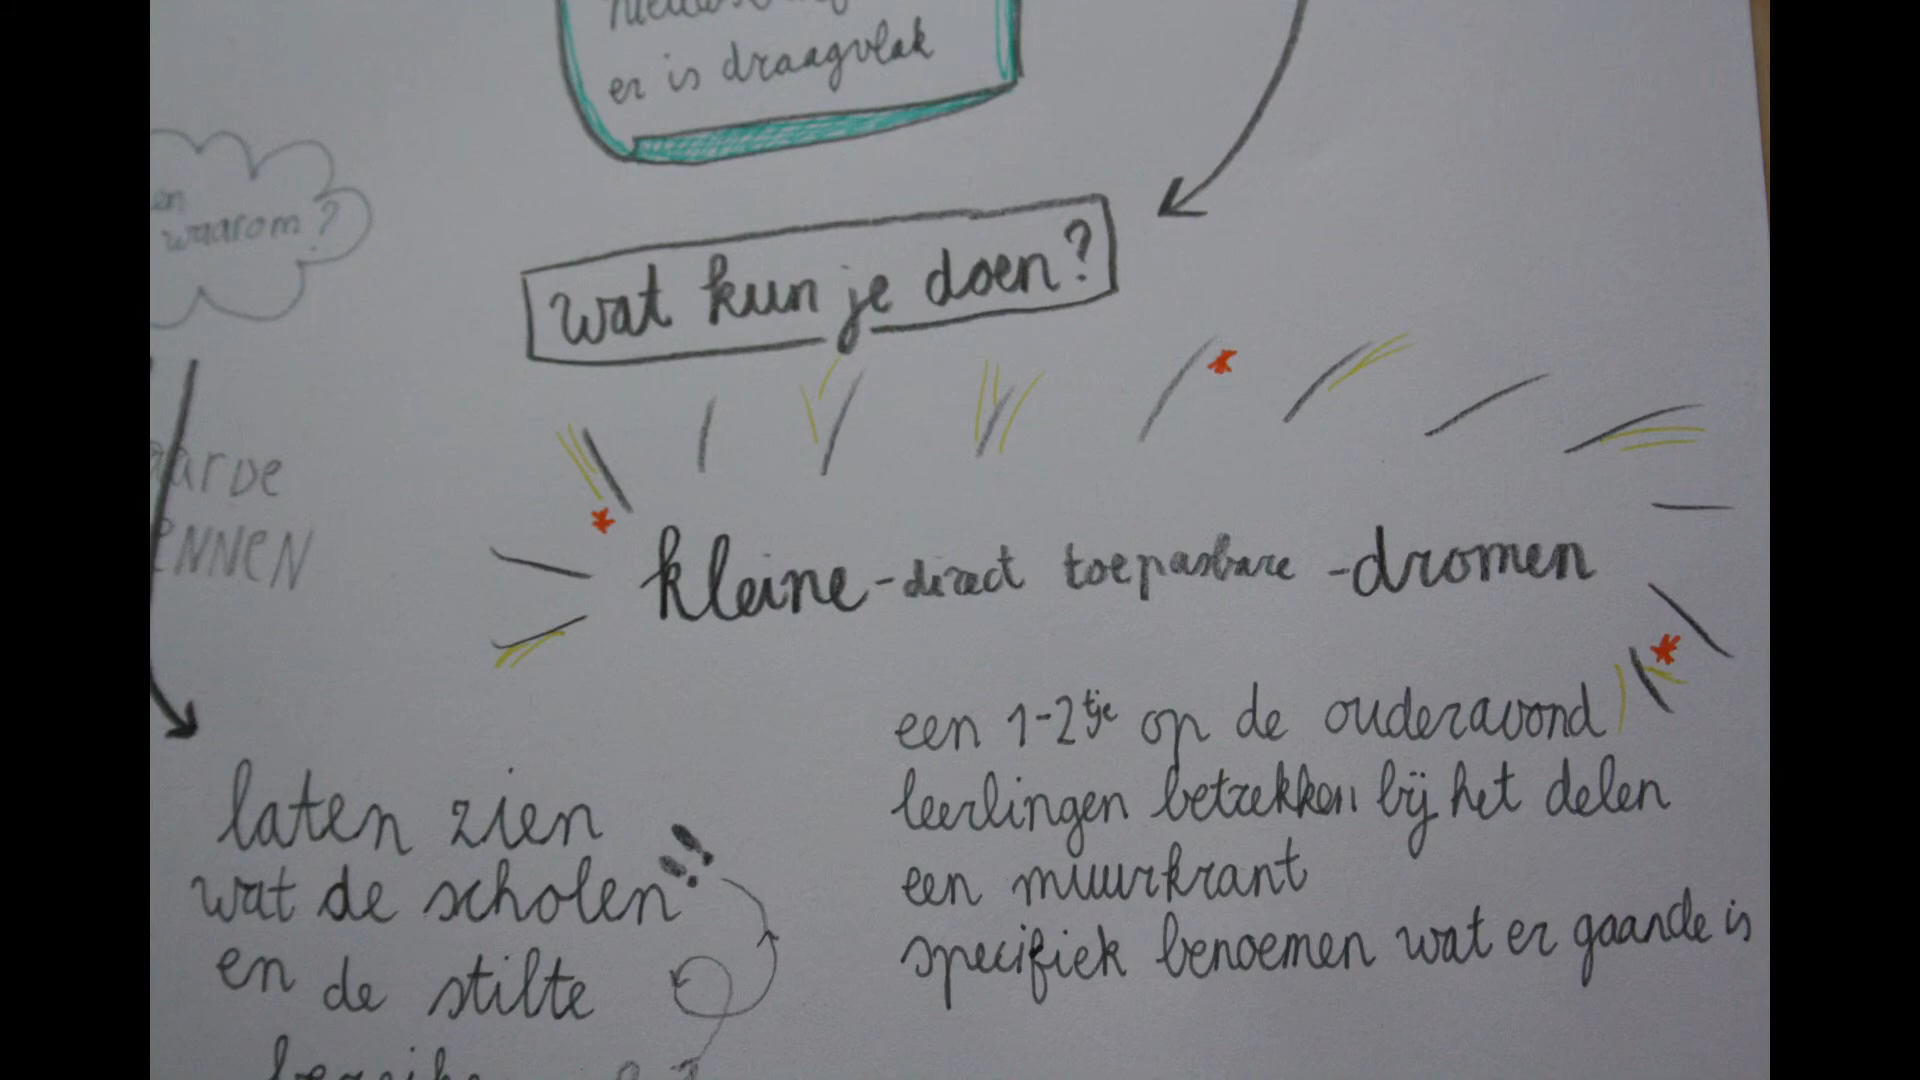 er is draagvlak
en
waarom?
wat kun je doen?
kleine - direct toepasbare - dromen
een 1-2tje op de ouderavond
leerlingen betrekken bij het delen
een muurkrant
specifiek benoemen wat er gaande is
laten zien
wat de scholen!!
en de stilte